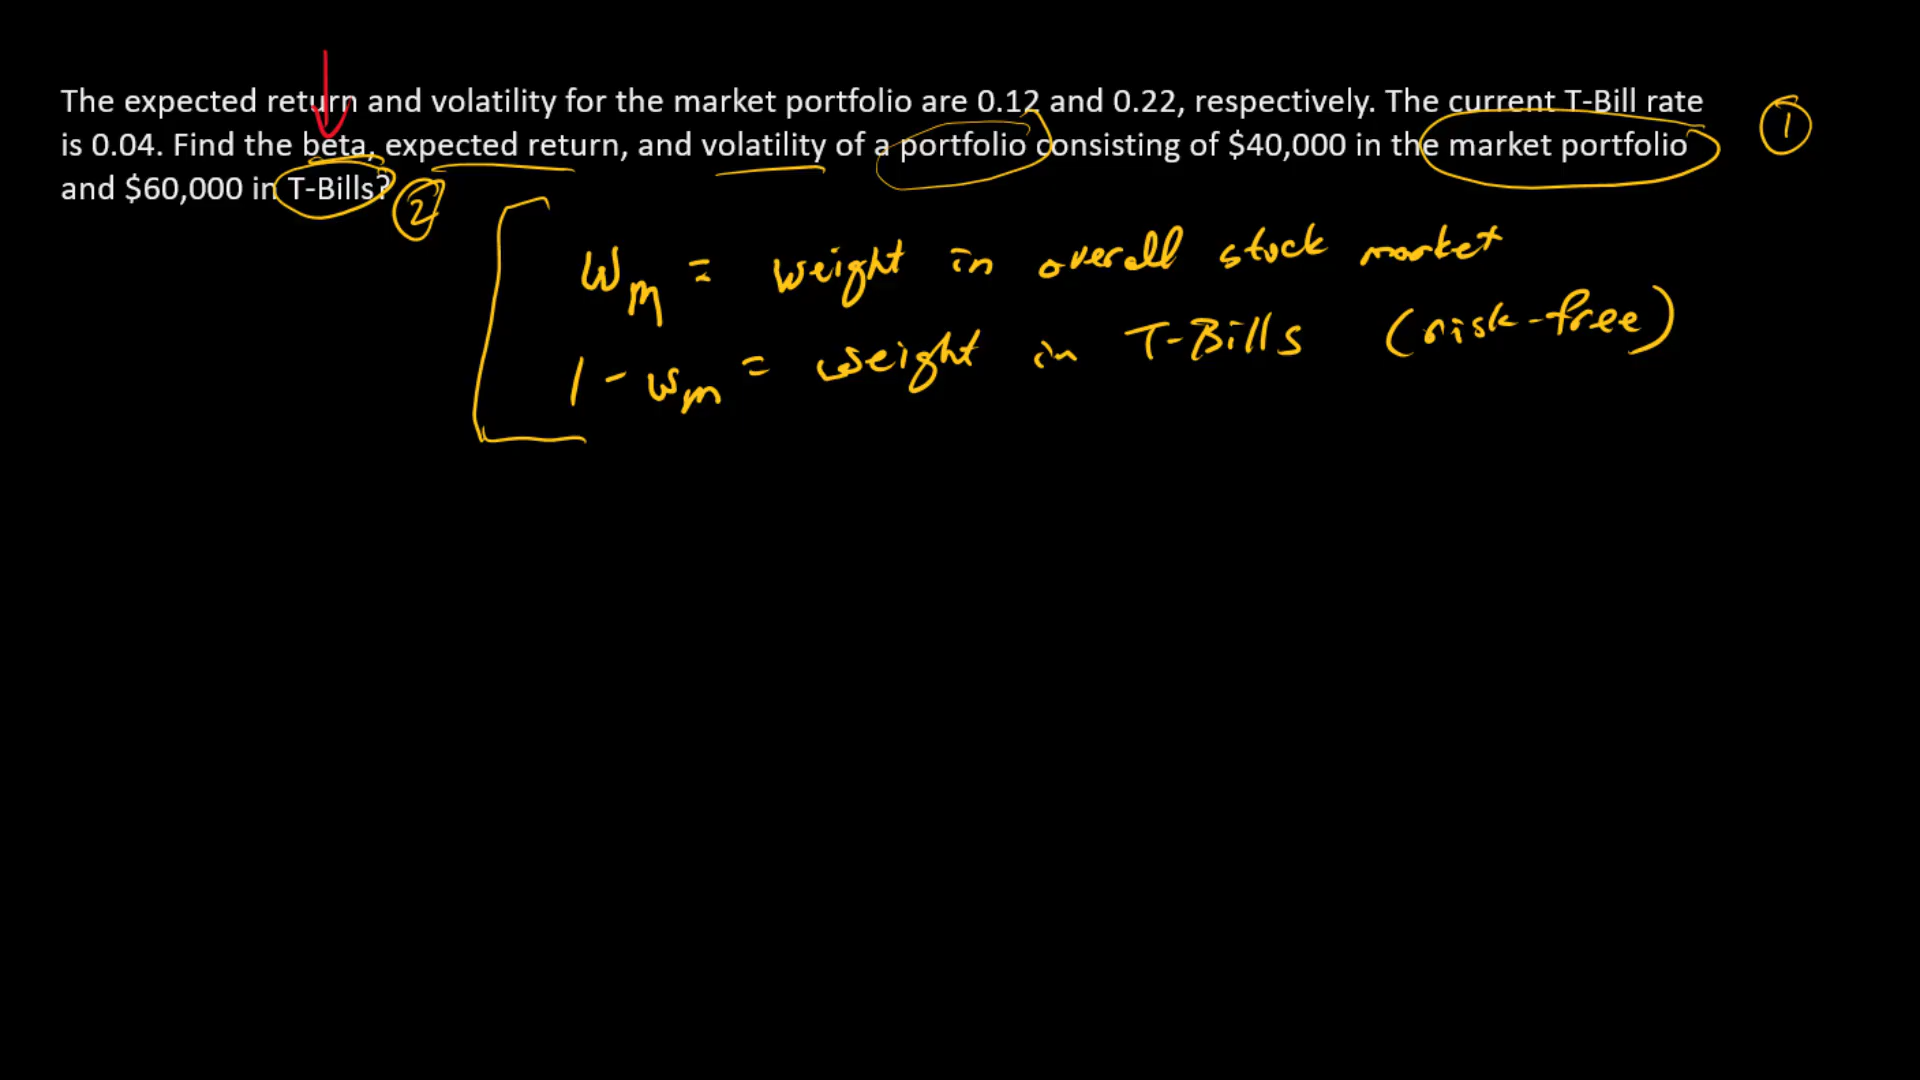 The expected return and volatility for the market portfolio are 0.12 and 0.22, respectively. The current T-Bill rate
is 0.04. Find the beta, expected return, and volatility of a portfolio consisting of $40,000 in the market portfolio
and $60,000 in T-Bills?
1
2
wm = weight in overall stock market
1 - wm = weight in T-Bills (risk-free)